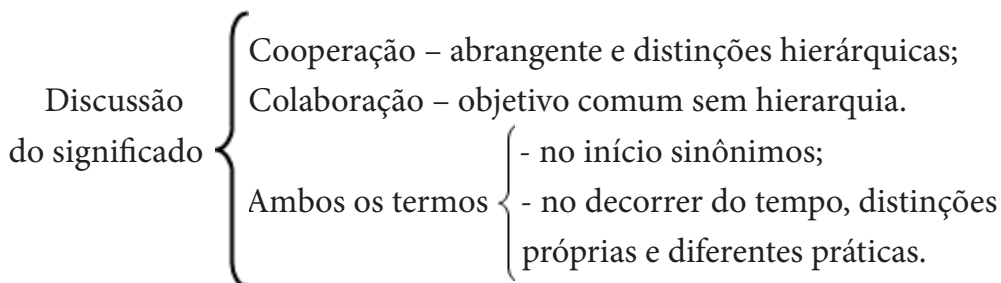 Discussão
do significado
Cooperação – abrangente e distinções hierárquicas;
Colaboração – objetivo comum sem hierarquia.
Ambos os termos
- no início sinônimos;
- no decorrer do tempo, distinções
próprias e diferentes práticas.